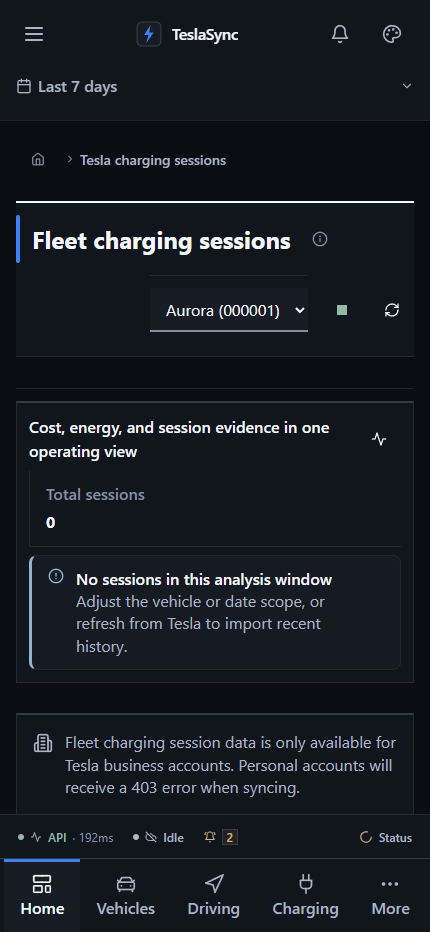 TeslaSync
Last 7 days
Tesla charging sessions
Fleet charging sessions
Aurora (000001)
Cost, energy, and session evidence in one
operating view
Total sessions
0
No sessions in this analysis window
Adjust the vehicle or date scope, or
refresh from Tesla to import recent
history.
Fleet charging session data is only available for
Tesla business accounts. Personal accounts will
receive a 403 error when syncing.
API · 192ms Idle 2 Status
Home Vehicles Driving Charging More